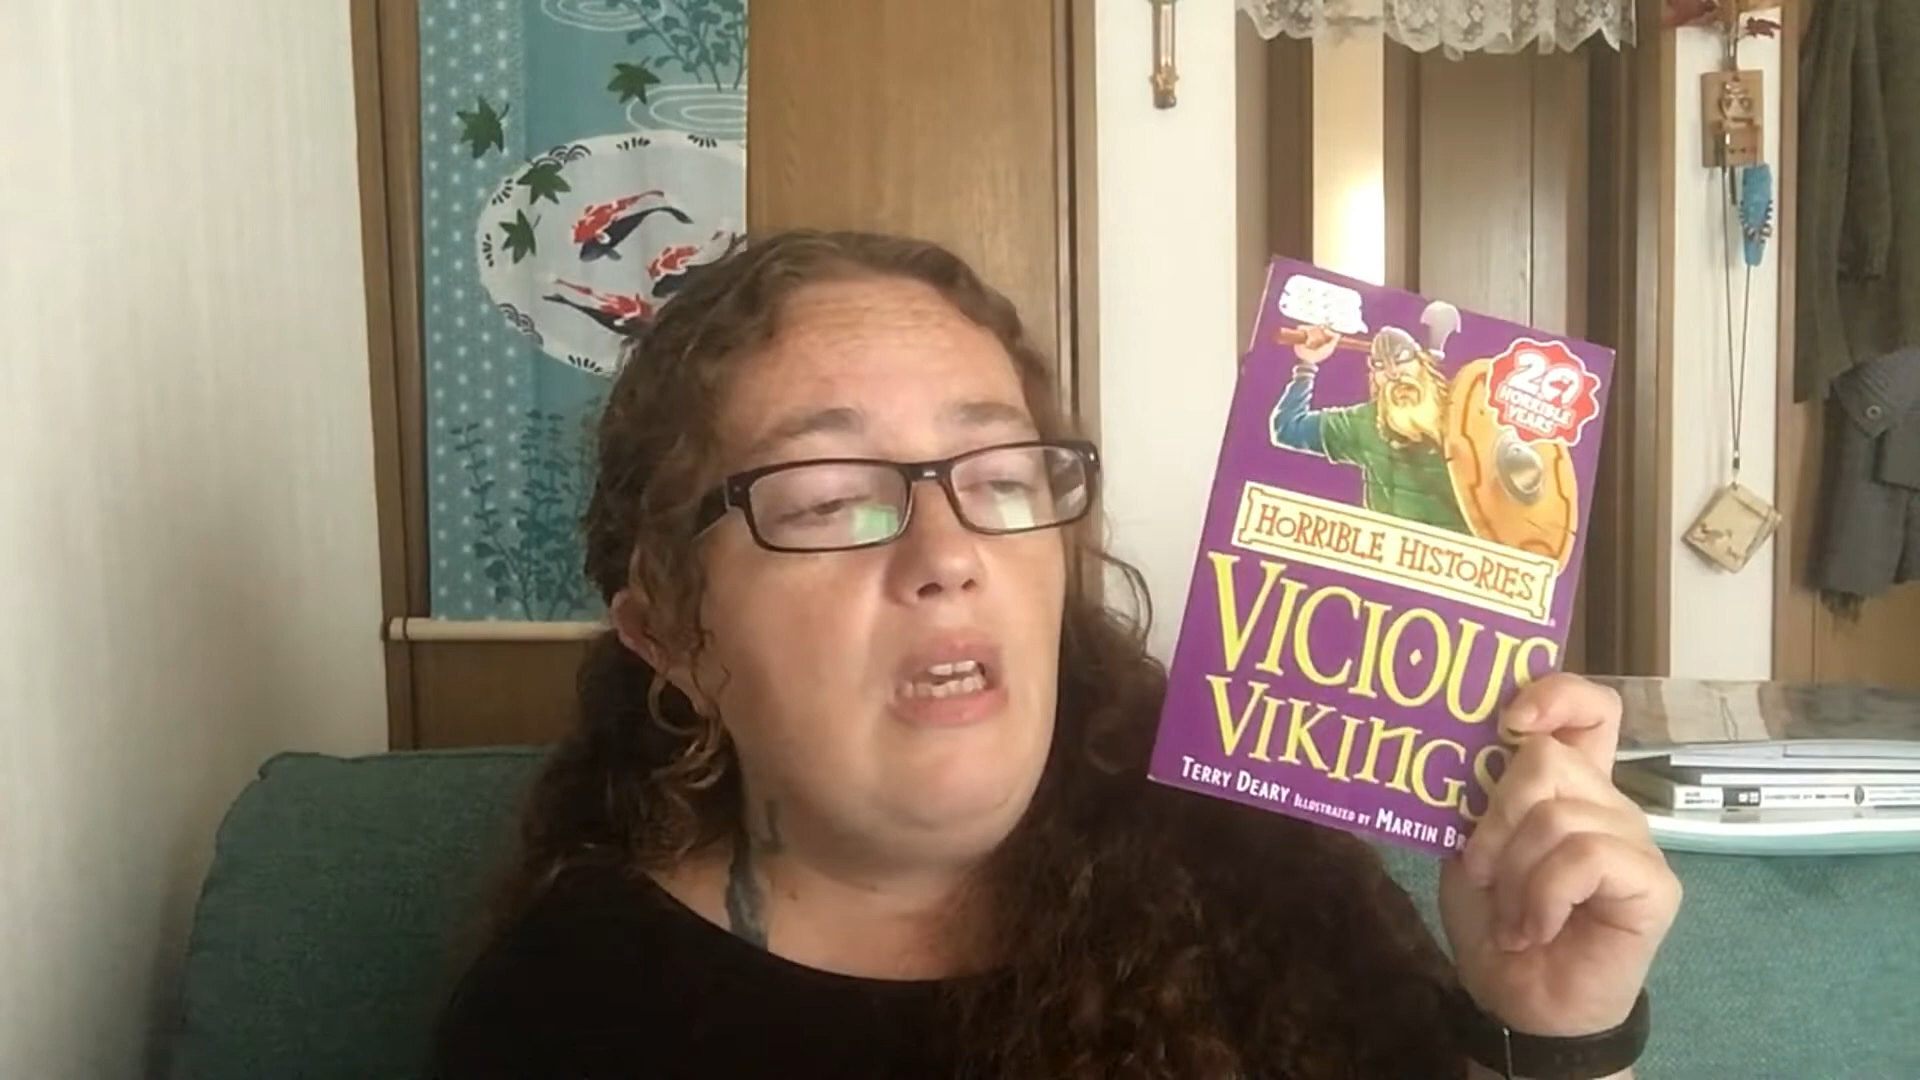 20
HORRIBLE
YEARS
HORRIBLE HISTORIES
VICIOUS
VIKINGS
TERRY DEARY ILLUSTRATED BY MARTIN BR